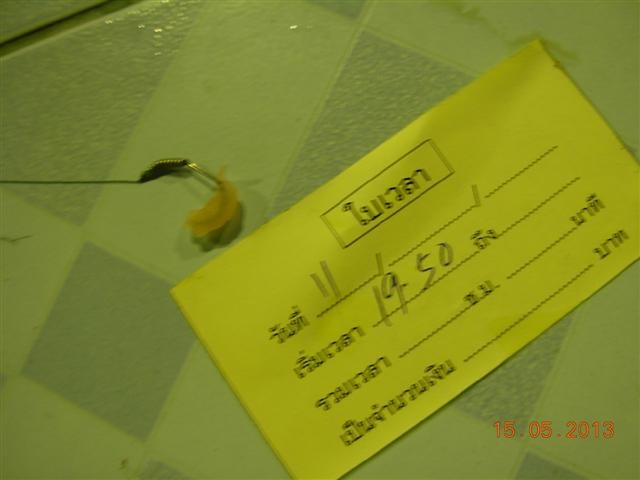 ใบเวลา
วันที่ 11 / /
เริ่มเวลา 19.50 ถึง
รวมเวลา ช.ม. นาที
เป็นจำนวนเงิน บาท
15.05.2013